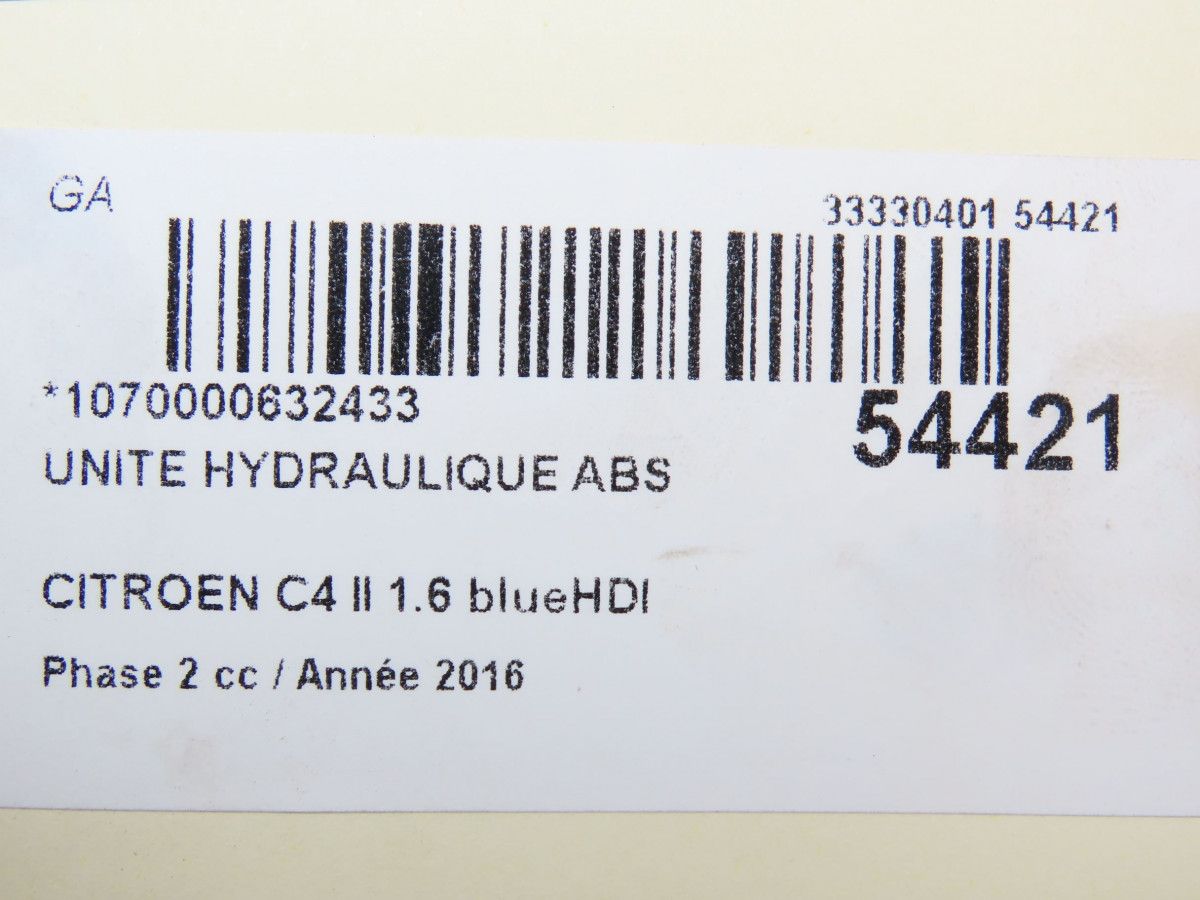 GA
33330401 54421
*1070000632433
54421
UNITE HYDRAULIQUE ABS
CITROEN C4 II 1.6 blueHDI
Phase 2 cc / Année 2016